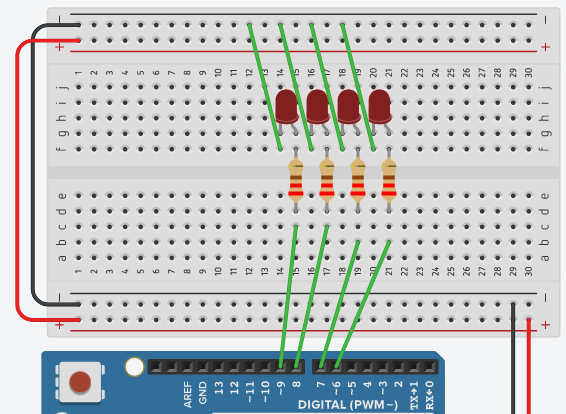 − −
+ +
1 2 3 4 5 6 7 8 9 10 11 12 13 14 15 16 17 18 19 20 21 22 23 24 25 26 27 28 29 30
j j
i i
h h
g g
f f
e e
d d
c c
b b
a a
1 2 3 4 5 6 7 8 9 10 11 12 13 14 15 16 17 18 19 20 21 22 23 24 25 26 27 28 29 30
− −
+ +
AREF GND 13 12 ~11 ~10 ~9 8 7 ~6 ~5 4 ~3 2 TX→1 RX←0
DIGITAL (PWM~)